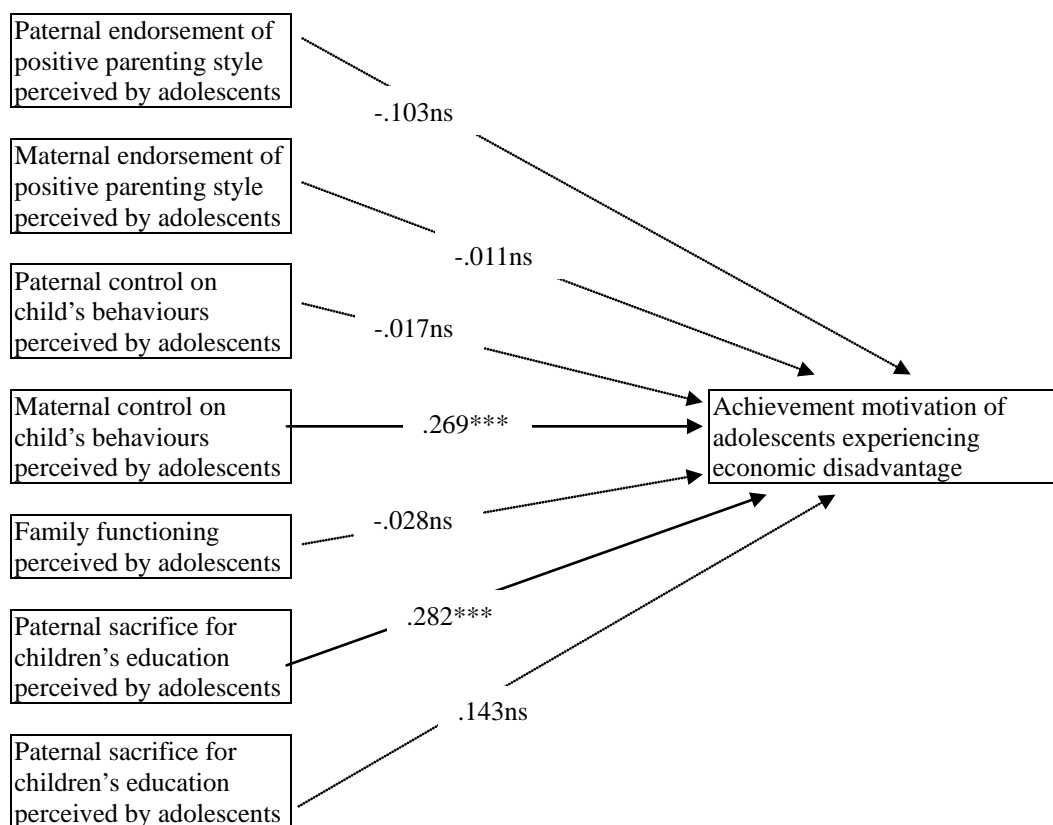 Paternal endorsement of
positive parenting style
perceived by adolescents
-.103ns
Maternal endorsement of
positive parenting style
perceived by adolescents
-.011ns
Paternal control on
child’s behaviours
perceived by adolescents
-.017ns
Maternal control on
child’s behaviours
perceived by adolescents
.269***
Achievement motivation of
adolescents experiencing
economic disadvantage
Family functioning
perceived by adolescents
-.028ns
Paternal sacrifice for
children’s education
perceived by adolescents
.282***
.143ns
Paternal sacrifice for
children’s education
perceived by adolescents